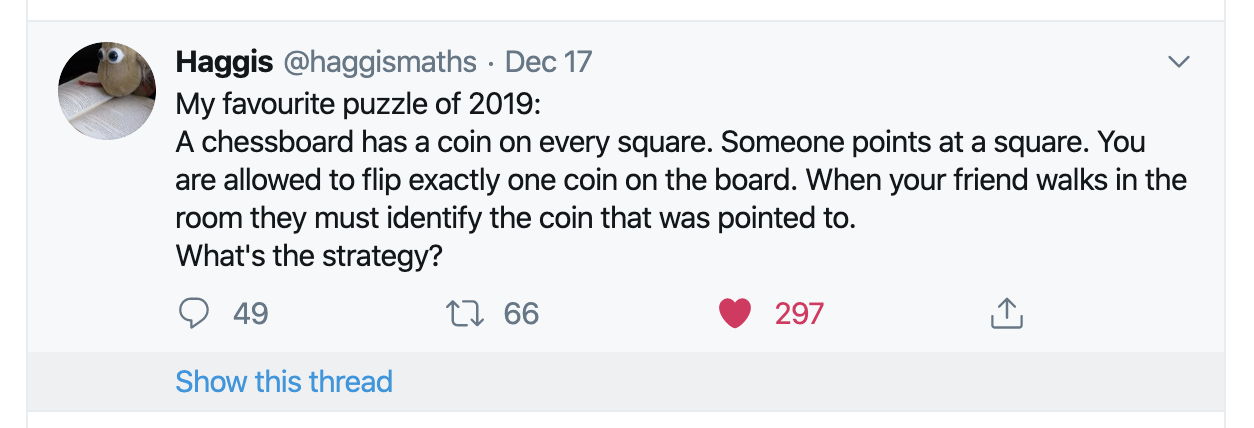 Haggis @haggismaths · Dec 17
My favourite puzzle of 2019:
A chessboard has a coin on every square. Someone points at a square. You
are allowed to flip exactly one coin on the board. When your friend walks in the
room they must identify the coin that was pointed to.
What's the strategy?
49 66 297
Show this thread